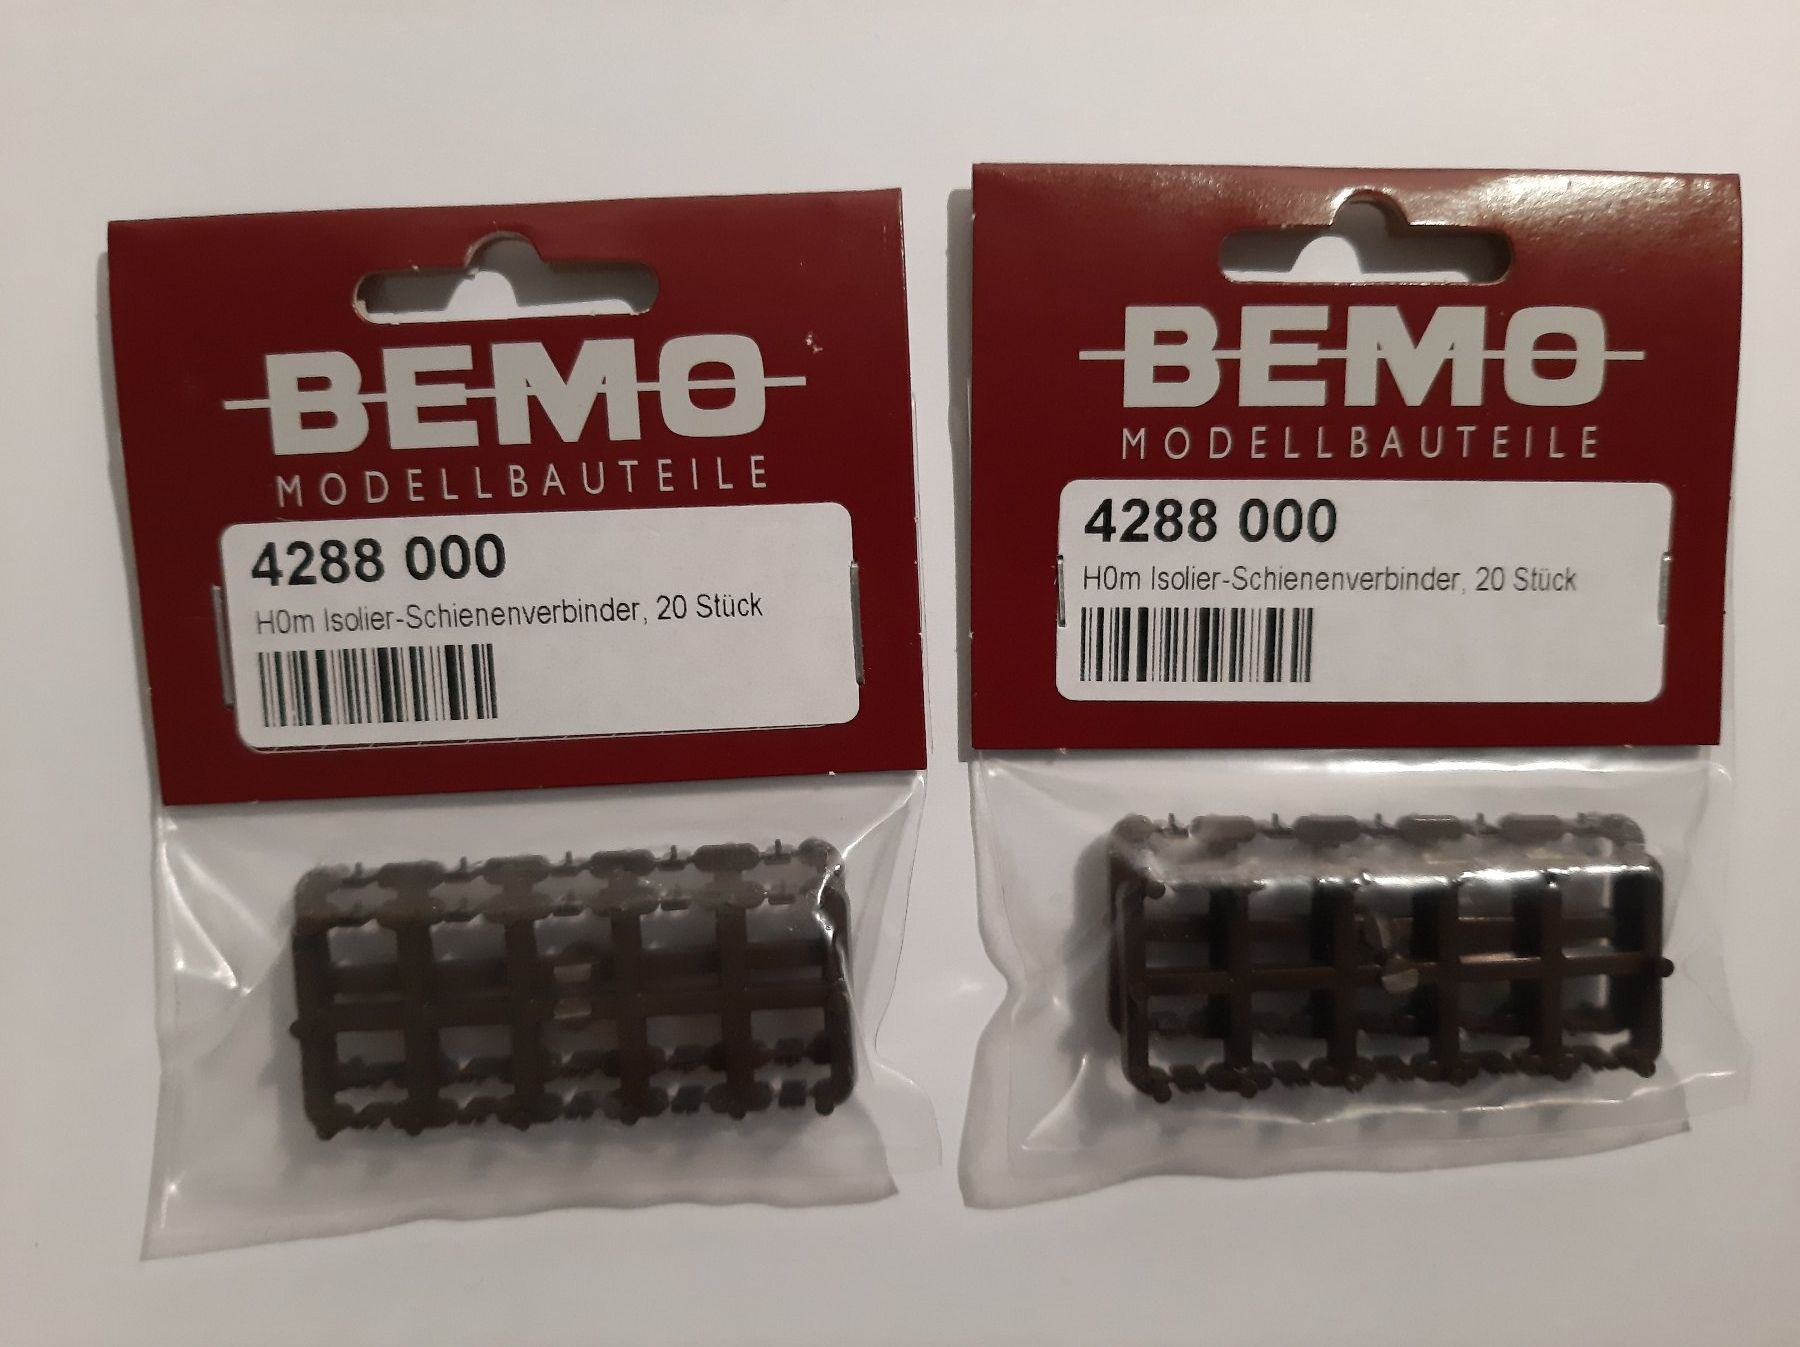 BEMO
MODELLBAUTEILE
4288 000
H0m Isolier-Schienenverbinder, 20 Stück
BEMO
MODELLBAUTEILE
4288 000
H0m Isolier-Schienenverbinder, 20 Stück